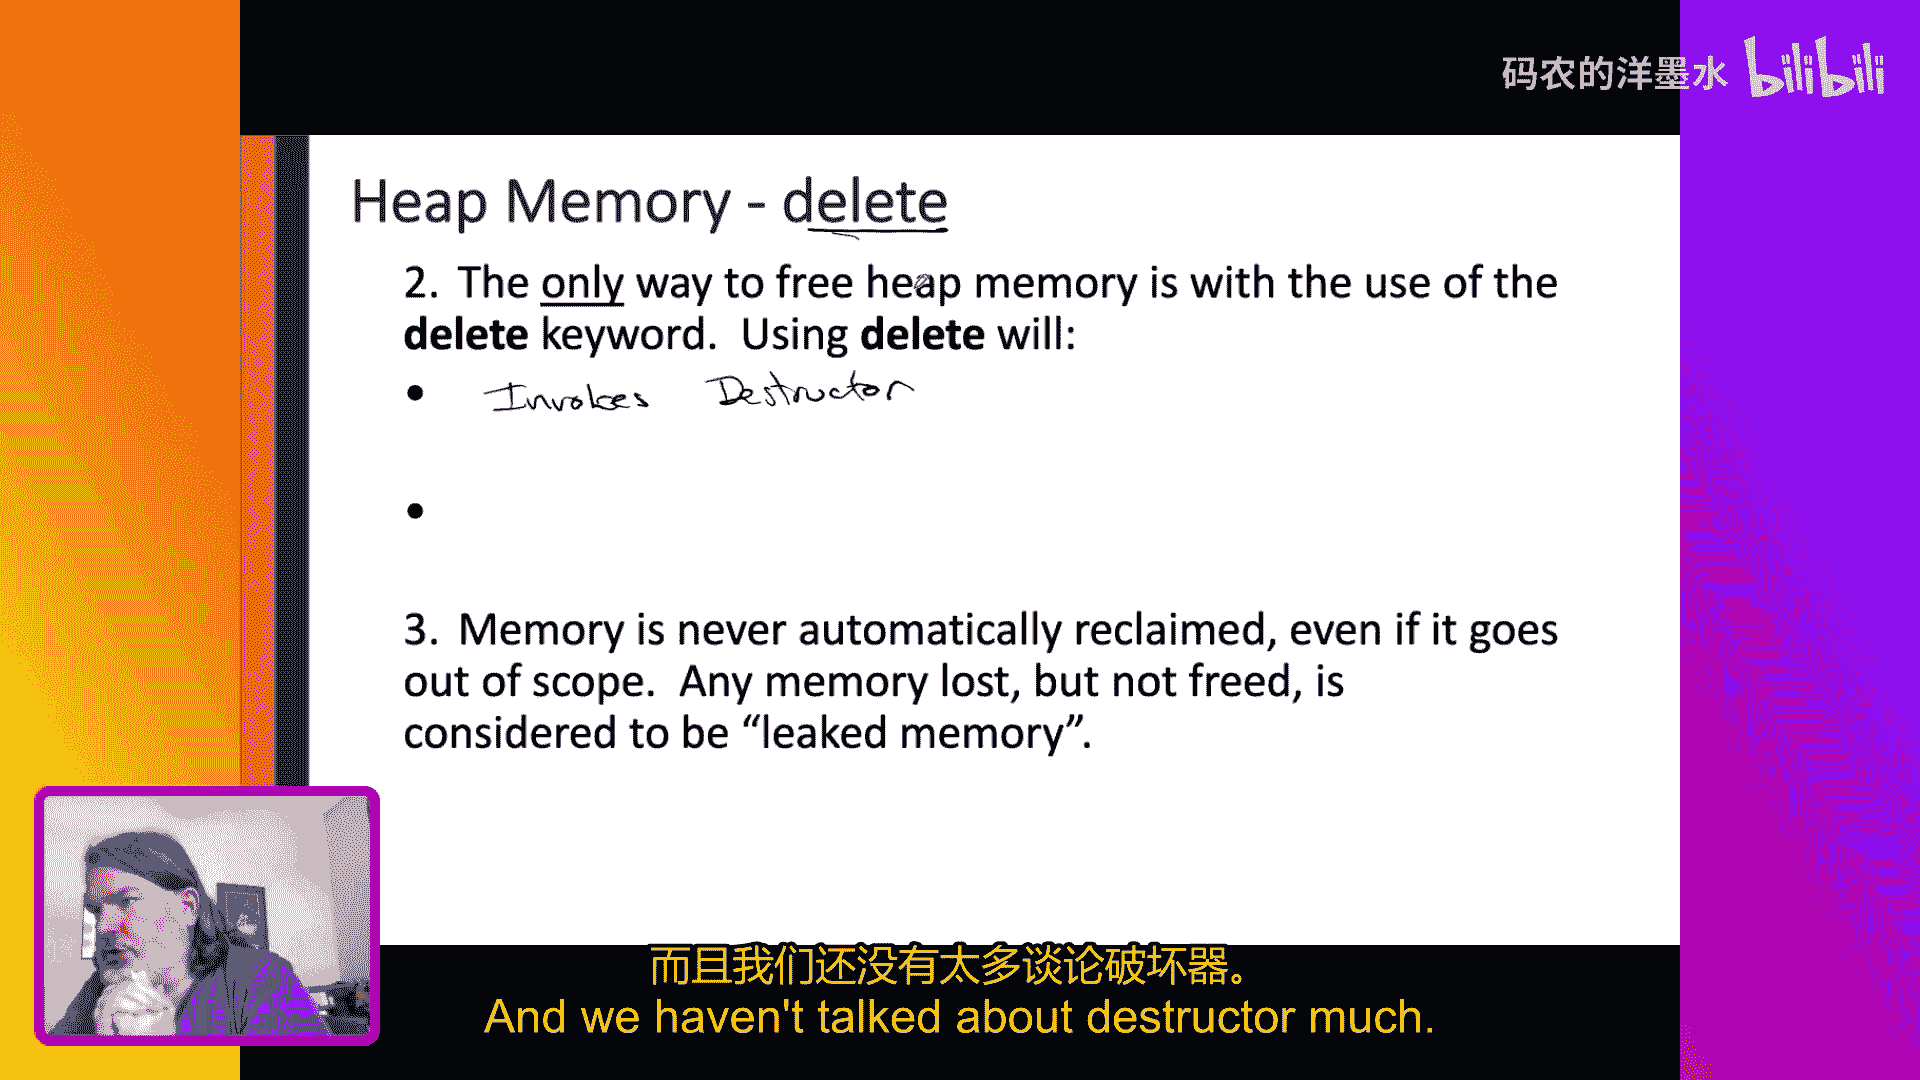 码农的洋墨水 bilibili
Heap Memory - delete
2. The only way to free heap memory is with the use of the
delete keyword. Using delete will:
• Invokes Destructor
•
3. Memory is never automatically reclaimed, even if it goes
out of scope. Any memory lost, but not freed, is
considered to be “leaked memory”.
而且我们还没有太多谈论破坏器。
And we haven't talked about destructor much.